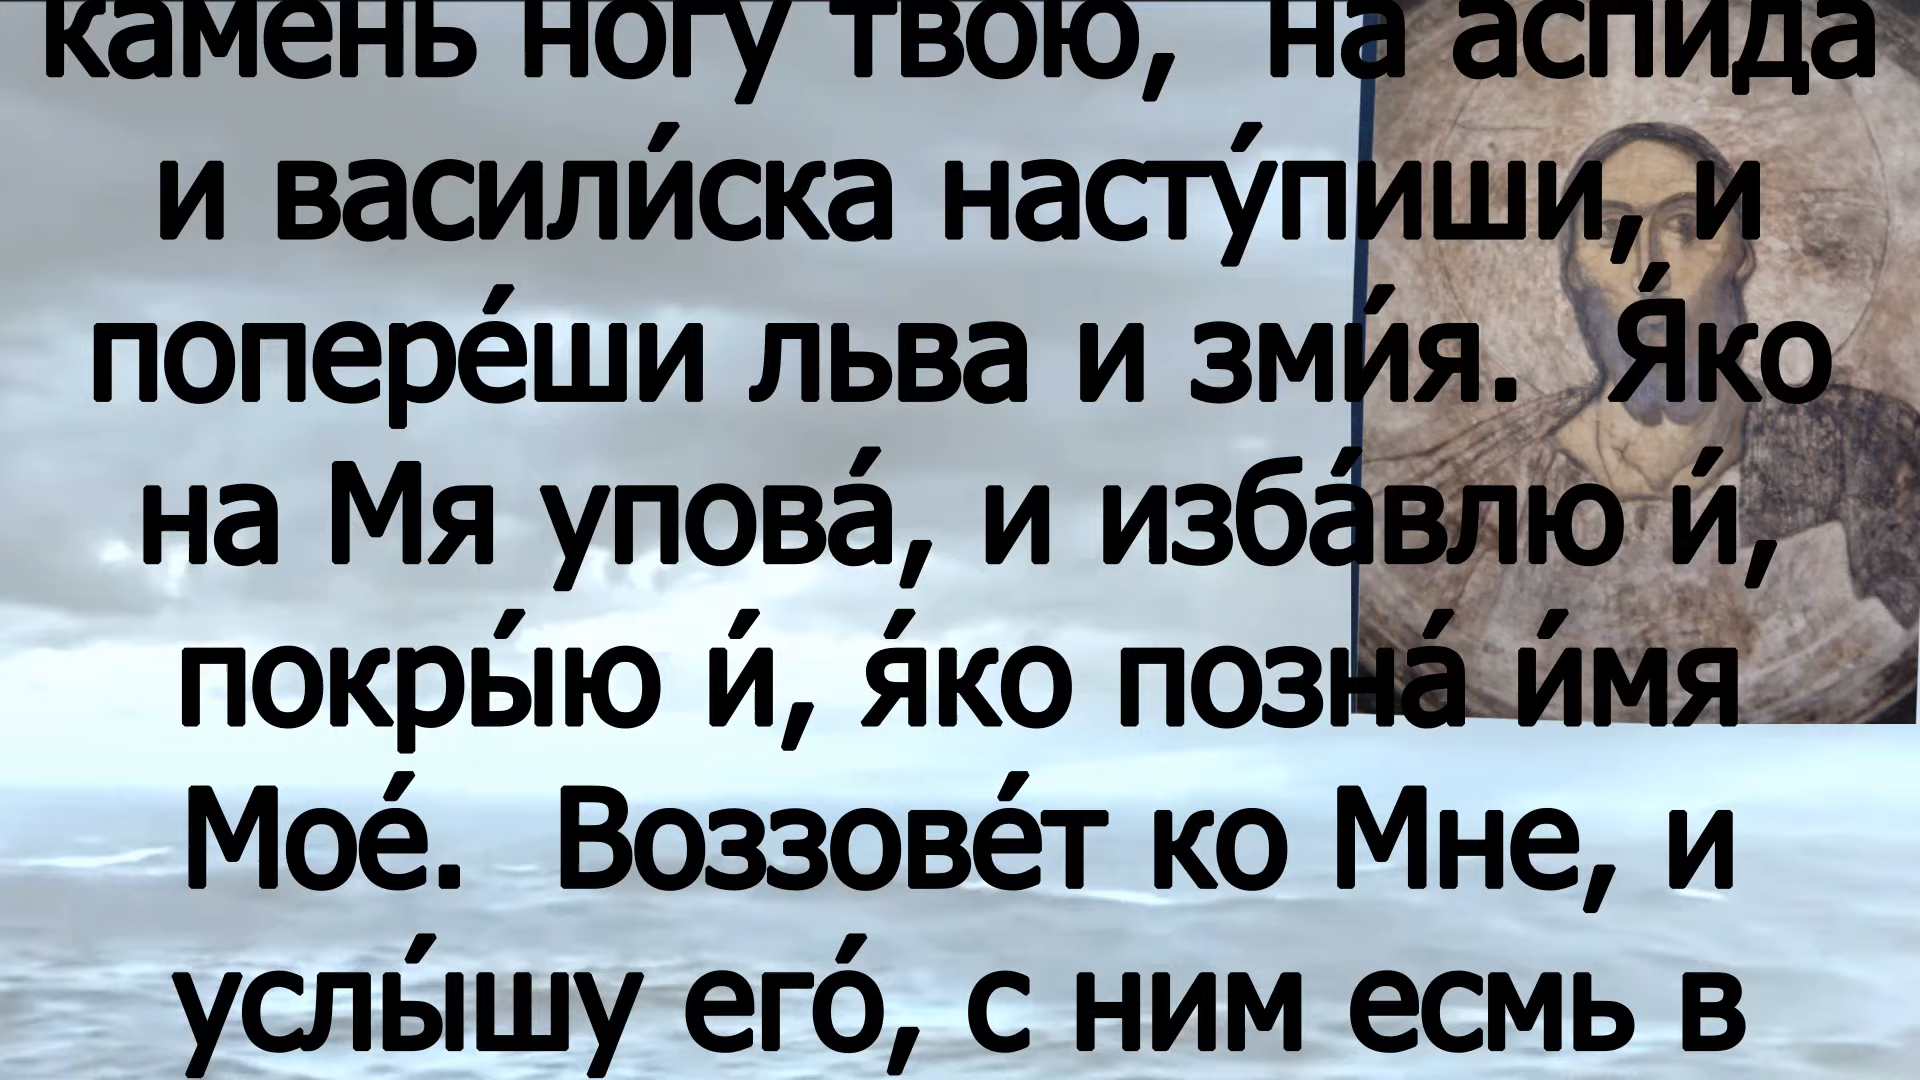 камень ногу твою, на аспида
и васили́ска насту́пиши, и
попере́ши льва и зми́я. Я́ко
на Мя упова́, и изба́влю и́,
покры́ю и́, я́ко позна́ и́мя
Мое́. Воззове́т ко Мне, и
услы́шу его́, с ним есмь в